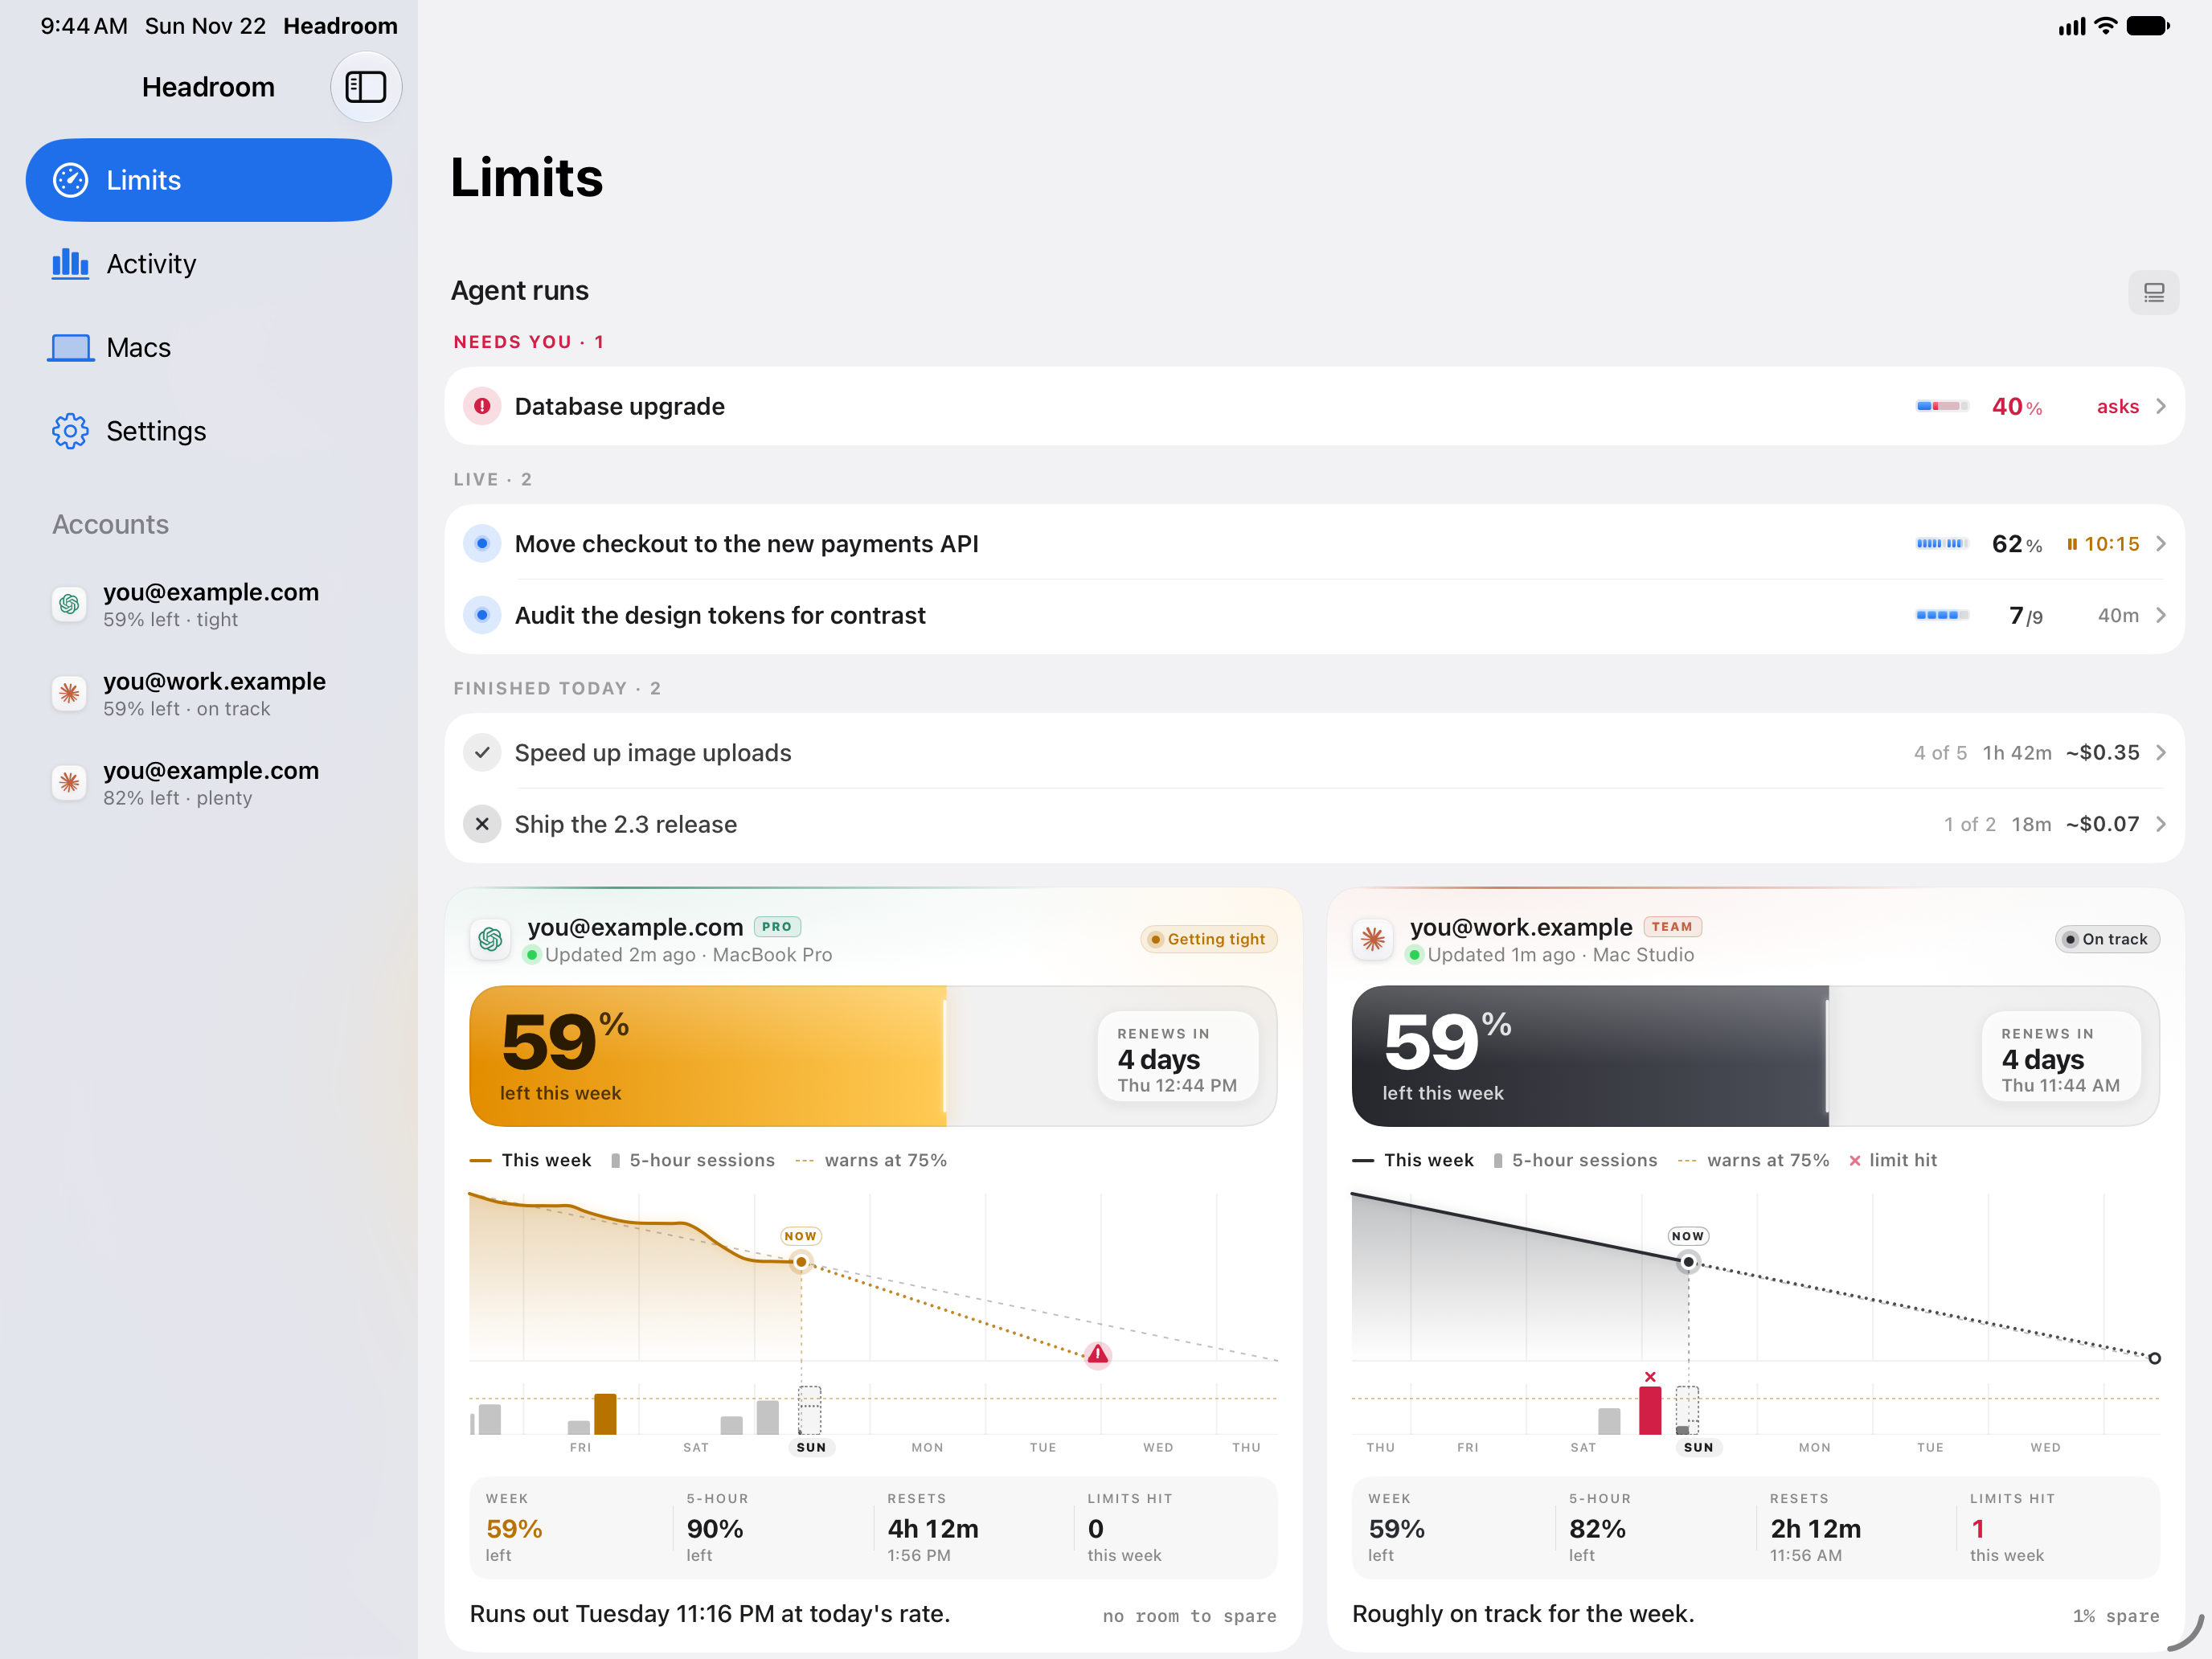 9:44 AM Sun Nov 22 Headroom
Headroom
Limits
Activity
Macs
Settings
Accounts
you@example.com
59% left · tight
you@work.example
59% left · on track
you@example.com
82% left · plenty
Limits
Agent runs
NEEDS YOU · 1
Database upgrade 40% asks
LIVE · 2
Move checkout to the new payments API 62% 10:15
Audit the design tokens for contrast 7/9 40m
FINISHED TODAY · 2
Speed up image uploads 4 of 5 1h 42m ~$0.35
Ship the 2.3 release 1 of 2 18m ~$0.07
you@example.com PRO
Updated 2m ago · MacBook Pro
Getting tight
59%
left this week
RENEWS IN
4 days
Thu 12:44 PM
This week 5-hour sessions warns at 75%
NOW
FRI SAT SUN MON TUE WED THU
WEEK 5-HOUR RESETS LIMITS HIT
59% 90% 4h 12m 0
left left 1:56 PM this week
Runs out Tuesday 11:16 PM at today's rate. no room to spare
you@work.example TEAM
Updated 1m ago · Mac Studio
On track
59%
left this week
RENEWS IN
4 days
Thu 11:44 AM
This week 5-hour sessions warns at 75% limit hit
NOW
THU FRI SAT SUN MON TUE WED
WEEK 5-HOUR RESETS LIMITS HIT
59% 82% 2h 12m 1
left left 11:56 AM this week
Roughly on track for the week. 1% spare